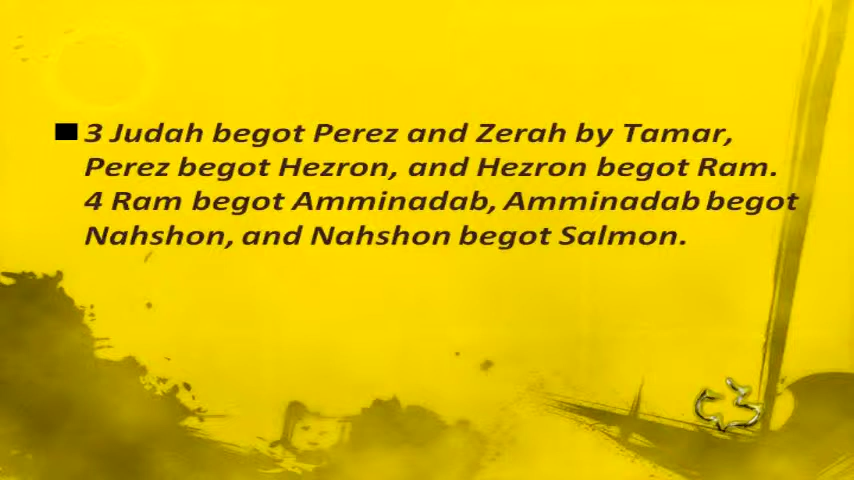 3 Judah begot Perez and Zerah by Tamar,
Perez begot Hezron, and Hezron begot Ram.
4 Ram begot Amminadab, Amminadab begot
Nahshon, and Nahshon begot Salmon.